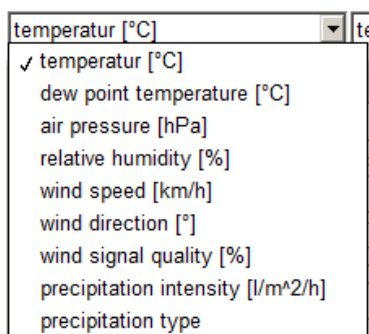 temperatur [°C]
te
✓ temperatur [°C]
dew point temperature [°C]
air pressure [hPa]
relative humidity [%]
wind speed [km/h]
wind direction [°]
wind signal quality [%]
precipitation intensity [l/m^2/h]
precipitation type